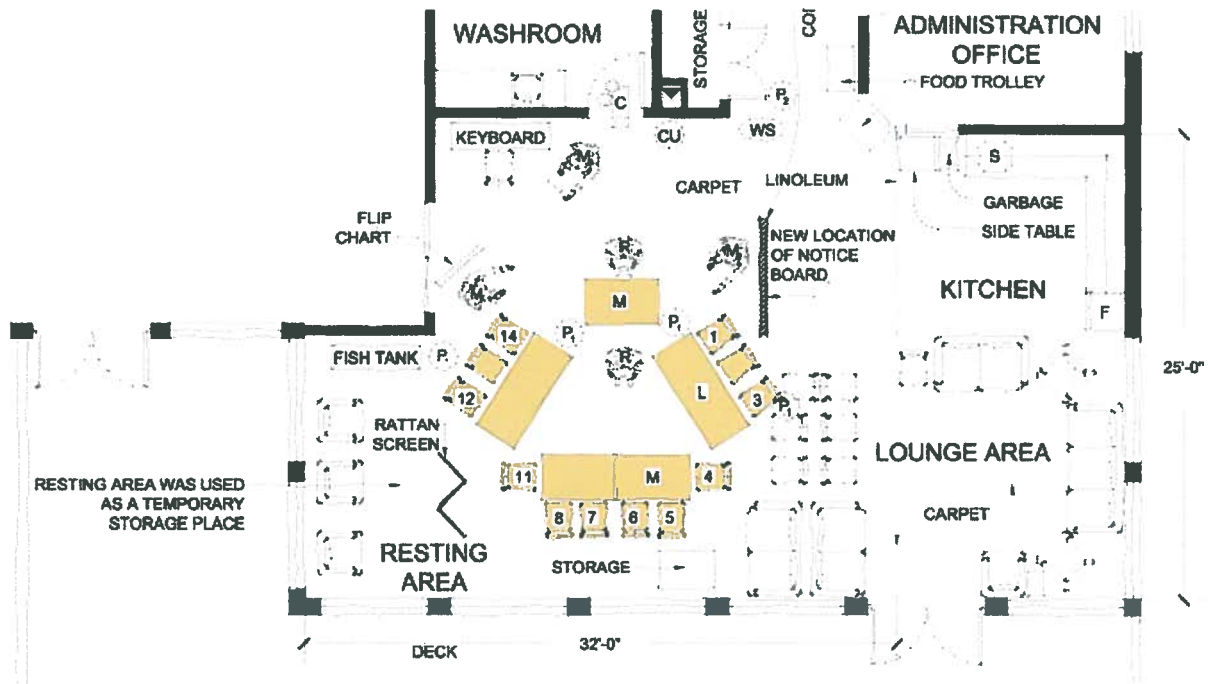 WASHROOM
STORAGE
ADMINISTRATION
OFFICE
FOOD TROLLEY
C
P2
KEYBOARD
CU
WS
M
S
CARPET
LINOLEUM
GARBAGE
SIDE TABLE
FLIP
CHART
NEW LOCATION
OF NOTICE
BOARD
R
M
M
M
KITCHEN
F
P1
P1
14
1
FISH TANK
P
R
25'-0"
12
L
3
P1
RATTAN
SCREEN
LOUNGE AREA
RESTING AREA WAS USED
AS A TEMPORARY
STORAGE PLACE
11
M
4
8
7
6
5
CARPET
RESTING
AREA
STORAGE
DECK
32'-0"